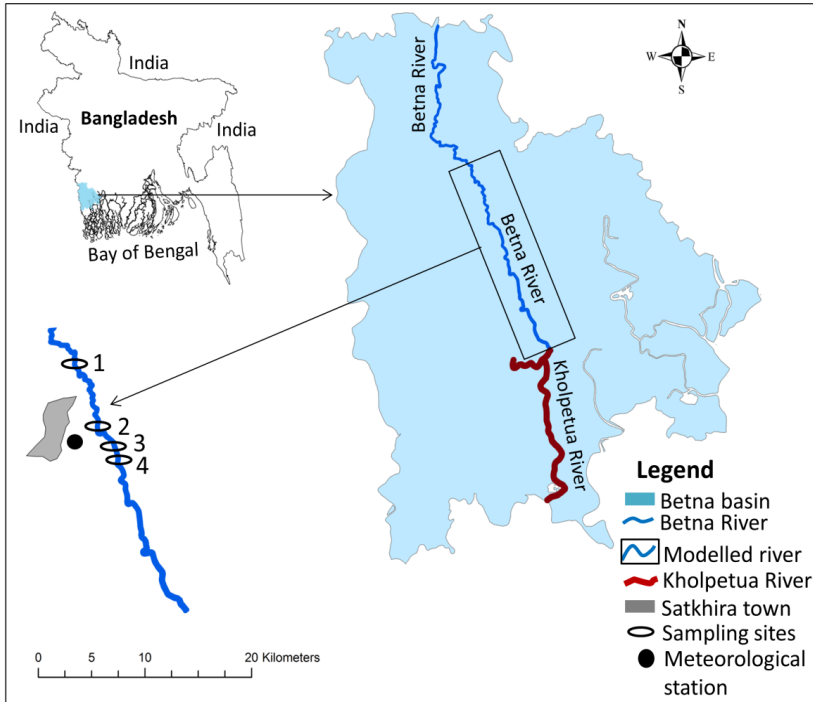 India
Bangladesh
India
India
Bay of Bengal
Betna River
N
W E
S
Betna River
Kholpetua River
1
2
3
4
0 5 10 20 Kilometers
Legend
Betna basin
Betna River
Modelled river
Kholpetua River
Satkhira town
Sampling sites
Meteorological
station